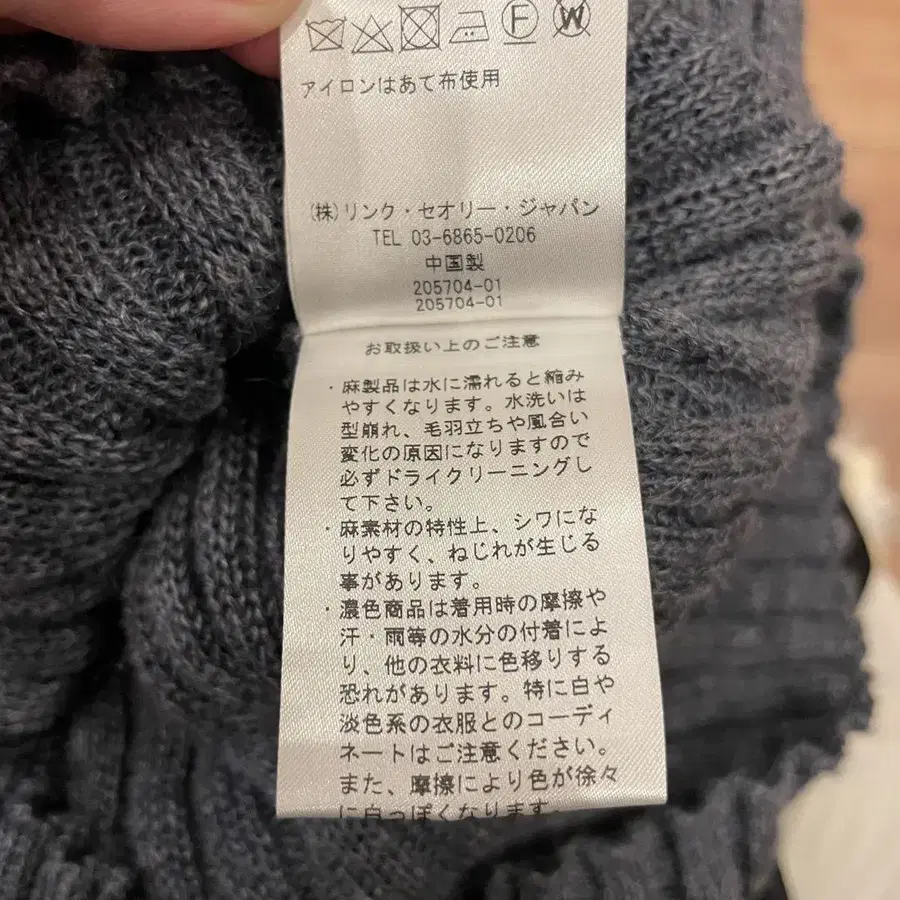 F W
アイロンはあて布使用
(株)リンク・セオリー・ジャパン
TEL 03-6865-0206
中国製
205704-01
205704-01
お取扱い上のご注意
・麻製品は水に濡れると縮み
やすくなります。水洗いは
型崩れ、毛羽立ちや風合い
変化の原因になりますので
必ずドライクリーニングし
て下さい。
・麻素材の特性上、シワにな
りやすく、ねじれが生じる
事があります。
・濃色商品は着用時の摩擦や
汗・雨等の水分の付着によ
り、他の衣料に色移りする
恐れがあります。特に白や
淡色系の衣服とのコーディ
ネートはご注意ください。
また、摩擦により色が徐々
に白っぽくなります。